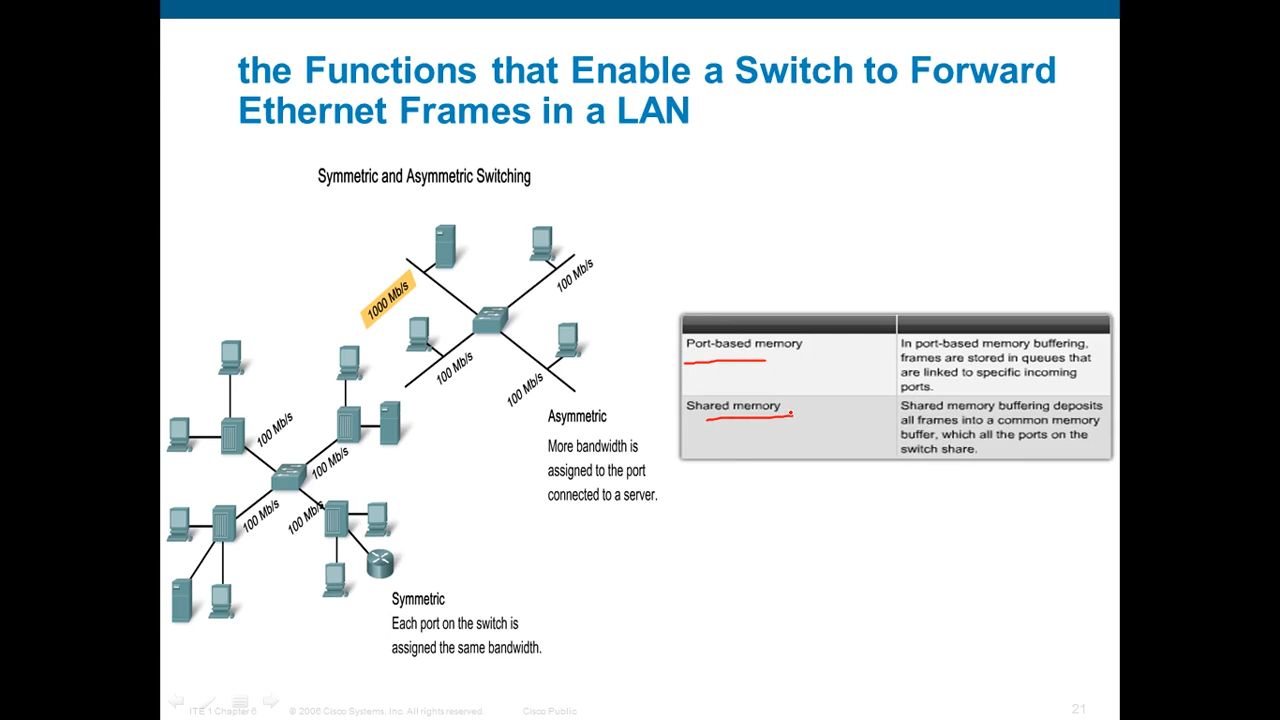 the Functions that Enable a Switch to Forward
Ethernet Frames in a LAN
Symmetric and Asymmetric Switching
1000 Mb/s
100 Mb/s
100 Mb/s
100 Mb/s
Asymmetric
More bandwidth is
assigned to the port
connected to a server.
100 Mb/s
100 Mb/s
100 Mb/s
100 Mb/s
Symmetric
Each port on the switch is
assigned the same bandwidth.
Port-based memory
In port-based memory buffering,
frames are stored in queues that
are linked to specific incoming
ports.
Shared memory
Shared memory buffering deposits
all frames into a common memory
buffer, which all the ports on the
switch share.
ITE 1 Chapter 6
© 2006 Cisco Systems, Inc. All rights reserved.
Cisco Public
21